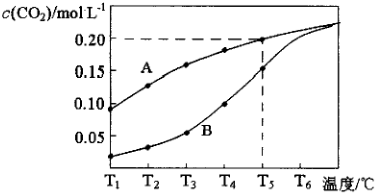 c(CO₂)/mol·L⁻¹
0.20
A
0.15
0.10
B
0.05
T₁ T₂ T₃ T₄ T₅ T₆ 温度/℃